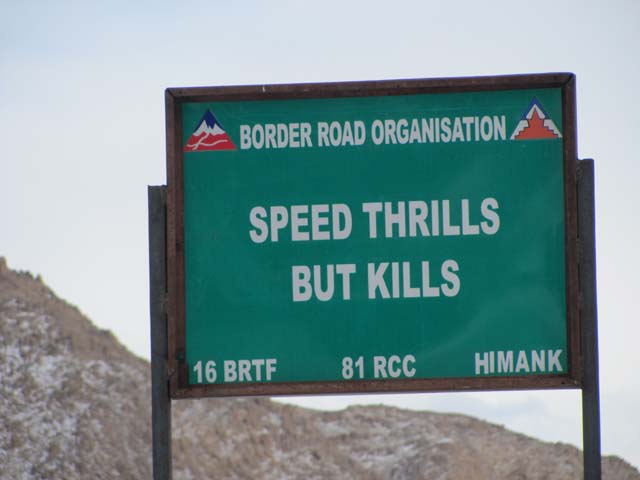 BORDER ROAD ORGANISATION
SPEED THRILLS
BUT KILLS
16 BRTF 81 RCC HIMANK